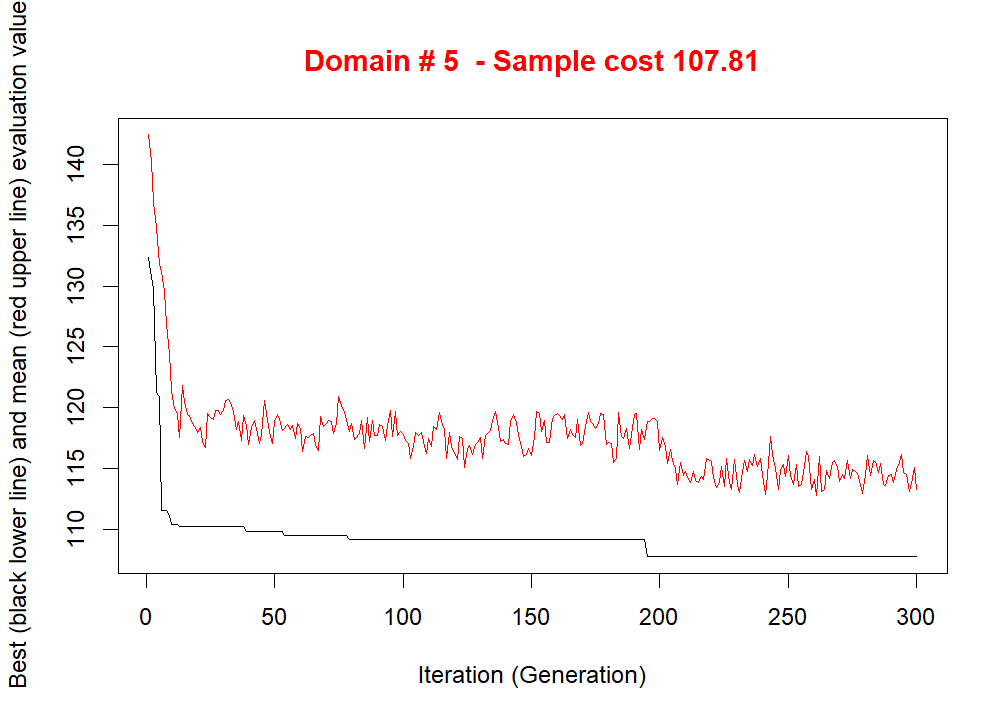 Domain # 5  - Sample cost 107.81
Best (black lower line) and mean (red upper line) evaluation value
140
135
130
125
120
115
110
0 50 100 150 200 250 300
Iteration (Generation)